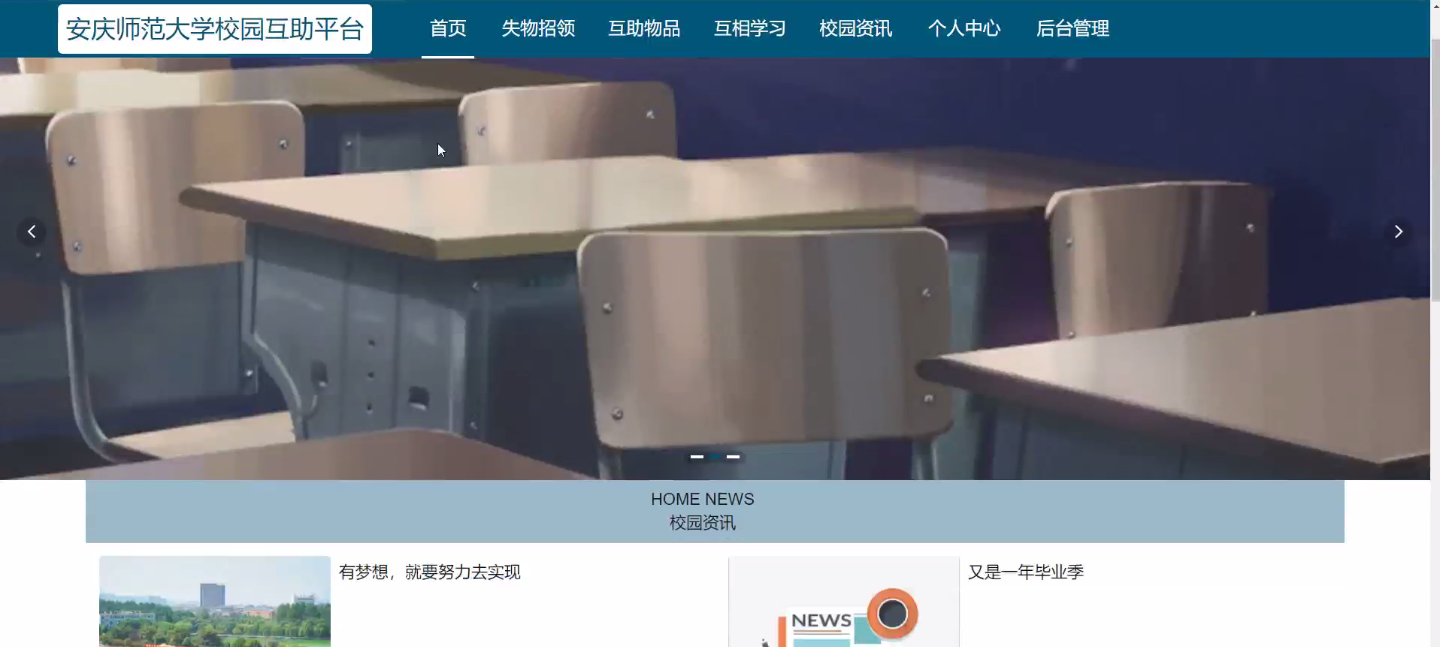 安庆师范大学校园互助平台
首页 失物招领 互助物品 互相学习 校园资讯 个人中心 后台管理
HOME NEWS
校园资讯
有梦想，就要努力去实现
又是一年毕业季
NEWS